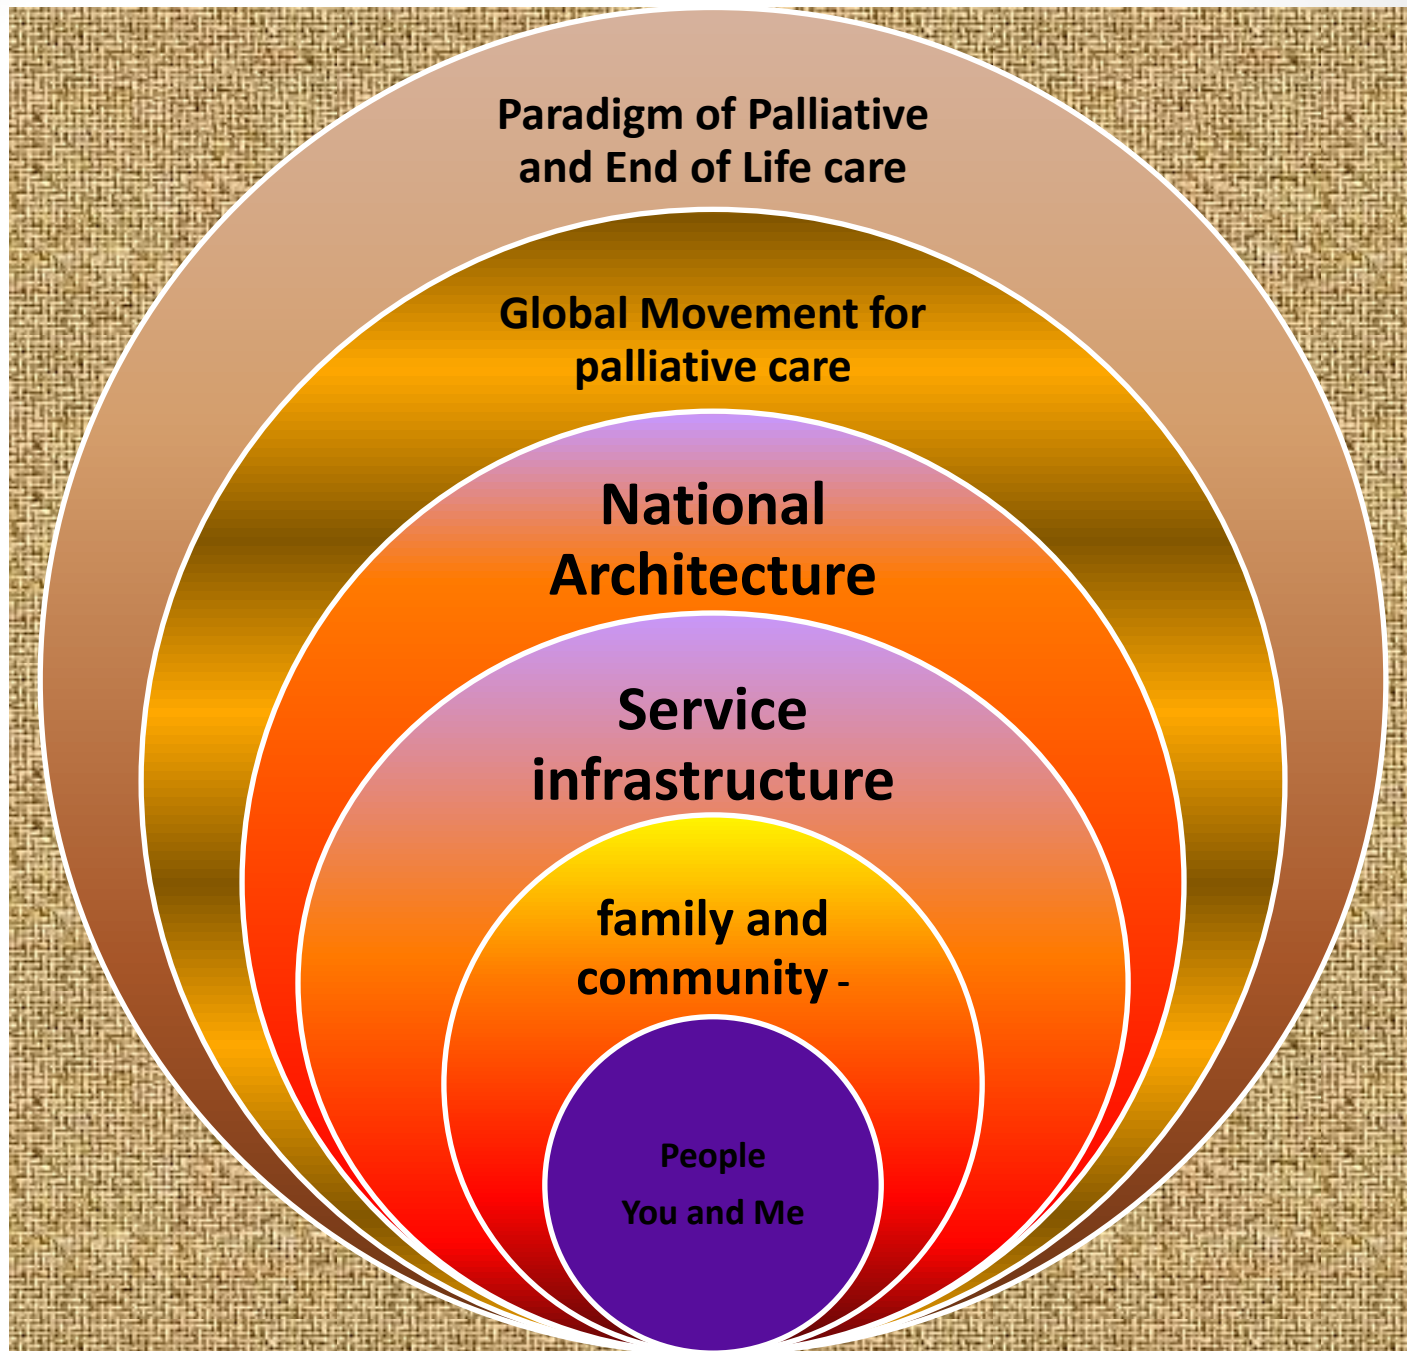 Paradigm of Palliative
and End of Life care
Global Movement for
palliative care
National
Architecture
Service
infrastructure
family and
community -
People
You and Me